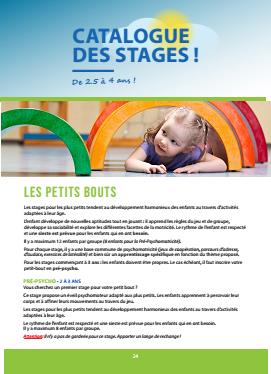 CATALOGUE
DES STAGES !
De 2.5 à 4 ans !
LES PETITS BOUTS
Les stages pour les plus petits tendent au développement harmonieux des enfants au travers d'activités
adaptées à leur âge.
L'enfant développe de nouvelles aptitudes tout en jouant : il apprend les règles du jeu et de groupe,
développe sa sociabilité et explore les différentes facettes de la motricité. Le rythme de l'enfant est respecté
et une sieste est prévue pour les enfants qui en ont besoin.
Il y a maximum 12 enfants par groupe (8 enfants pour la Pré-Psychomotricité).
Pour chaque stage, il y a une base commune de psychomotricité (jeux de coopération, parcours d'adresse,
d'audace, exercices de latéralité) et bien sûr un apprentissage spécifique en fonction du thème proposé.
Pour les stages commençant à 3 ans : les enfants doivent être propres. Le cas échéant, il faut inscrire votre
petit-bout en pré-psycho.
PRÉ-PSYCHO - 2 À 3 ANS
Vous cherchez un premier stage pour votre petit bout ?
Ce stage propose un éveil psychomoteur adapté aux plus petits. Les enfants apprennent à percevoir leur
corps et à affiner leurs mouvements au travers du jeu.
Les stages pour les plus petits tendent au développement harmonieux des enfants au travers d'activités
adaptées à leur âge.
Le rythme de l'enfant est respecté et une sieste est prévue pour les enfants qui en ont besoin.
Il y a maximum 8 enfants par groupe.
Attention il n'y a pas de garderie pour ce stage. Apporter un lange de rechange !
24